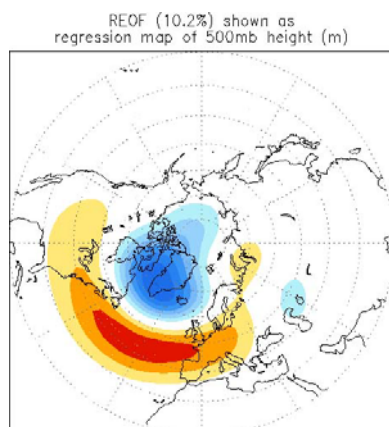 REOF (10.2%) shown as
regression map of 500mb height (m)